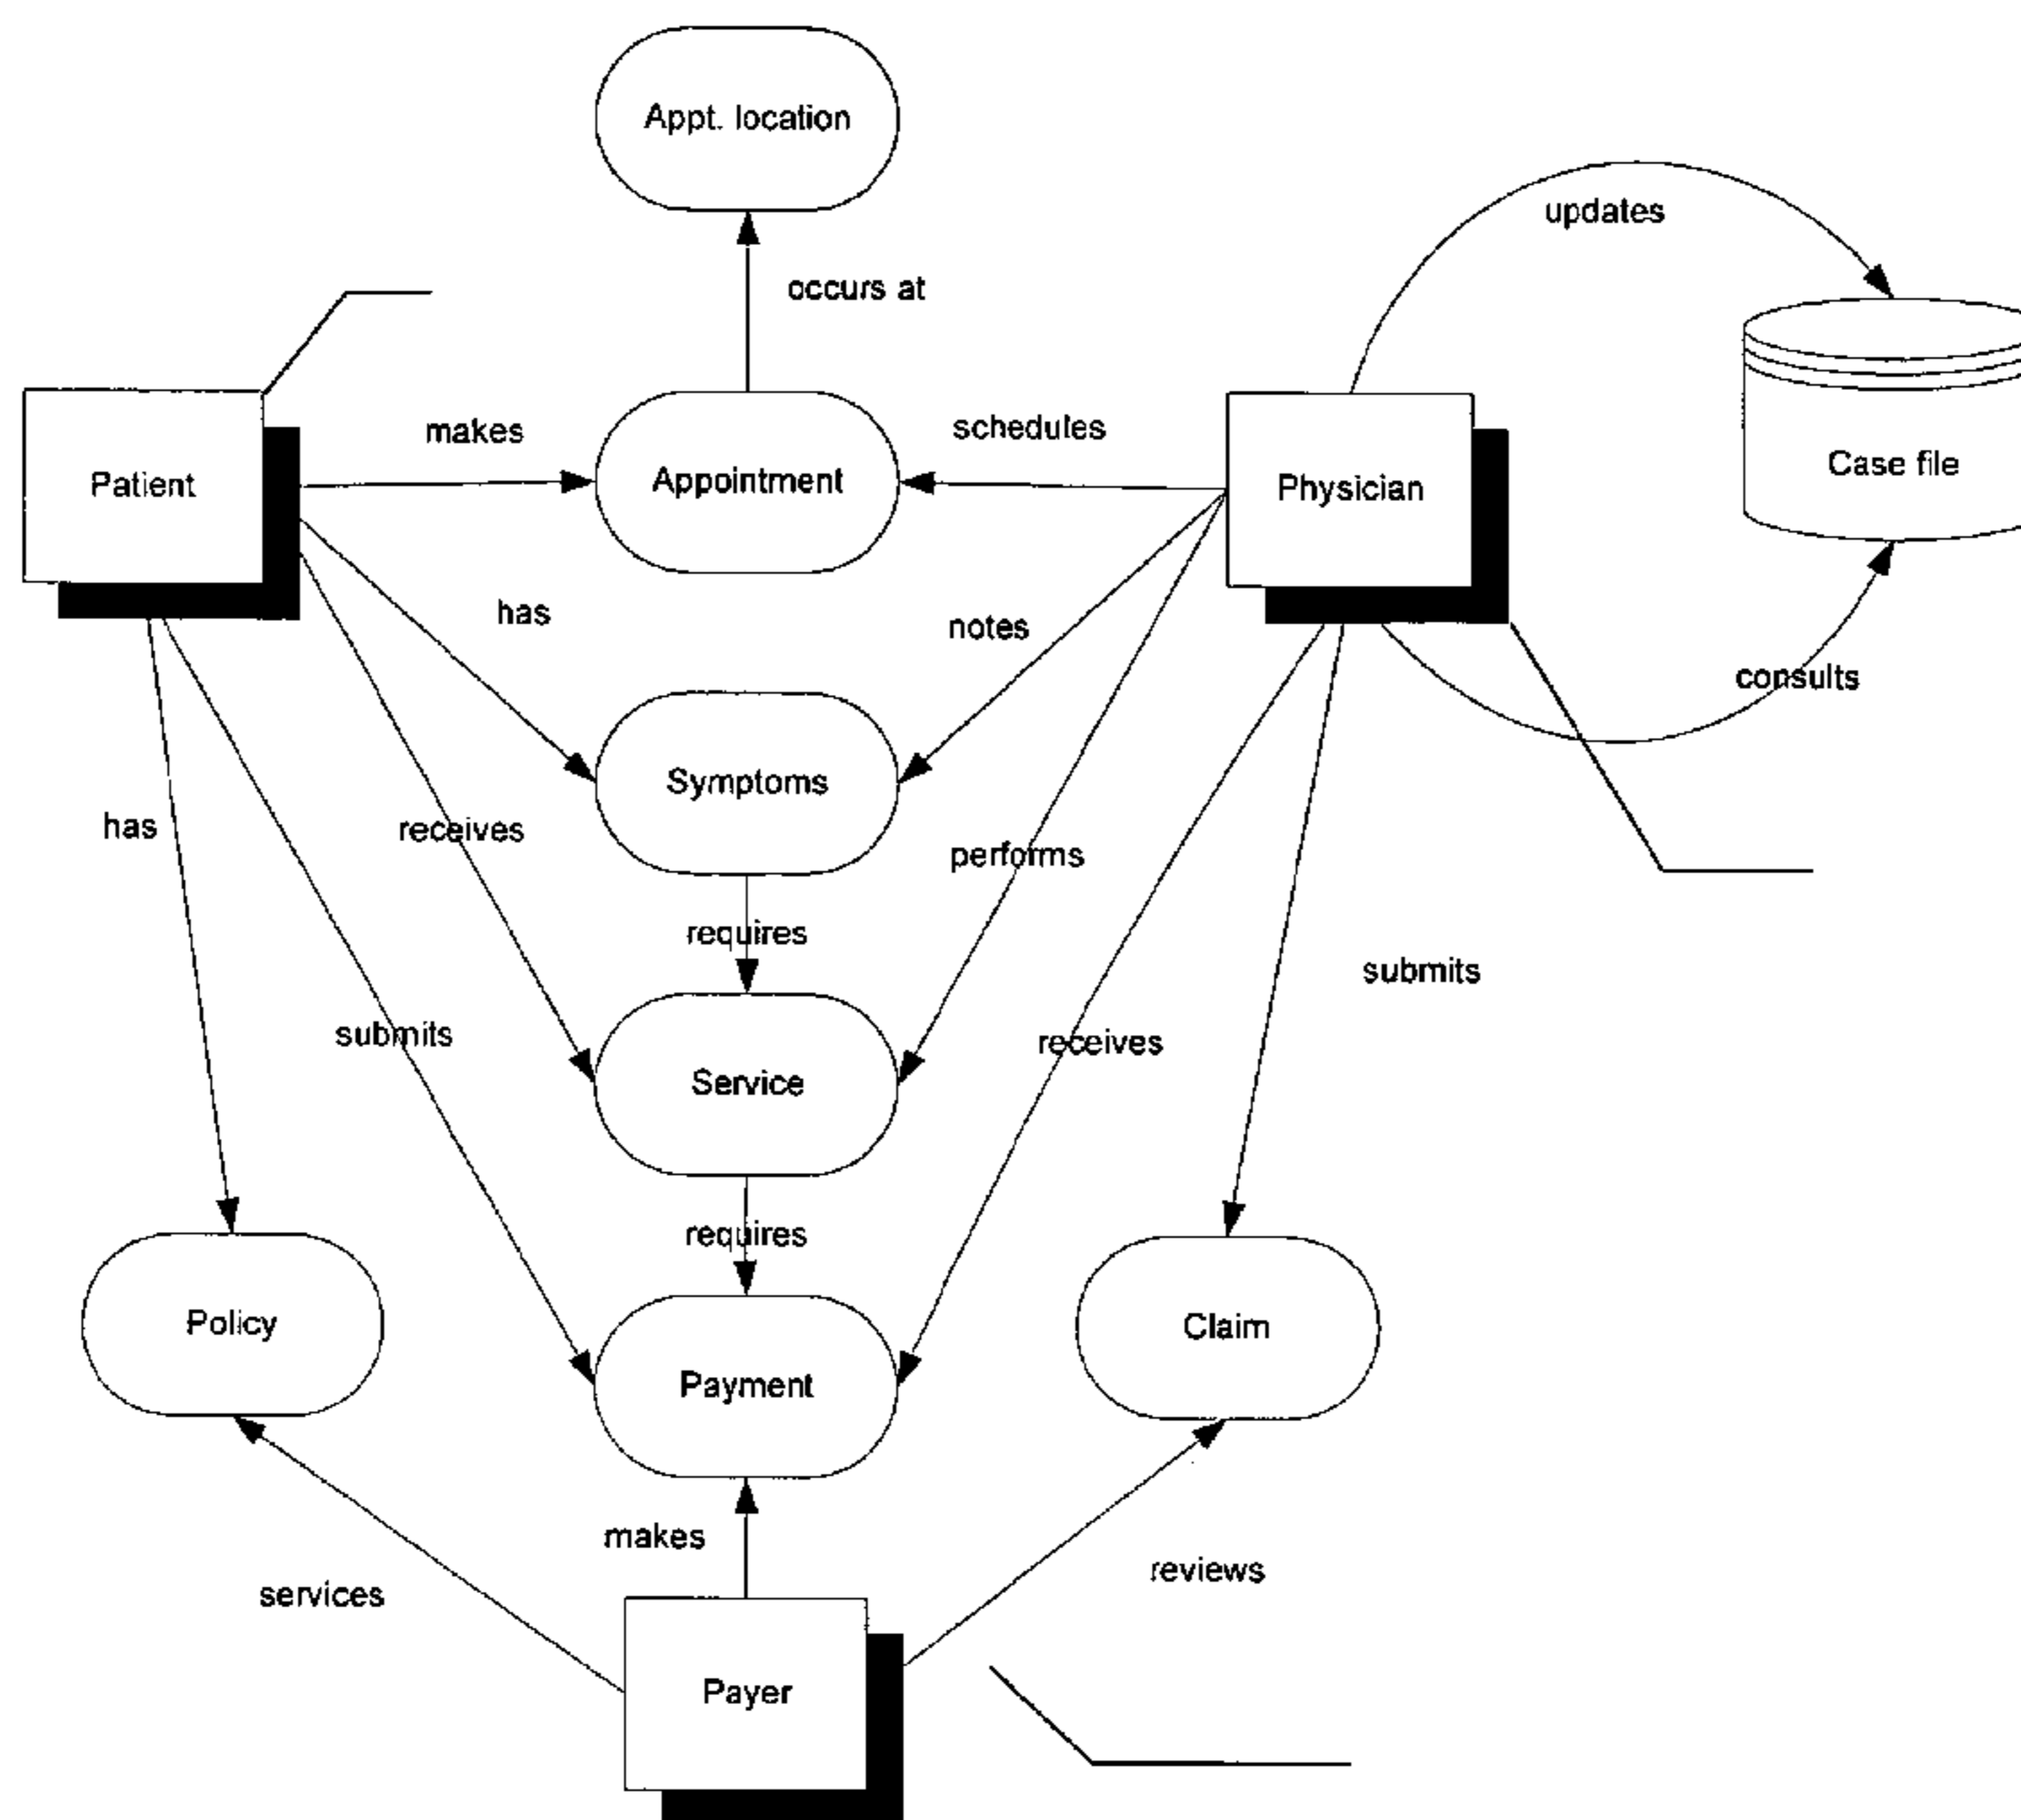 Appt. location
updates
occurs at
makes
schedules
Case file
Patient
Appointment
Physician
has
notes
consults
Symptoms
has
receives
performs
requires
submits
submits
receives
Service
requires
Policy
Claim
Payment
makes
reviews
services
Payer